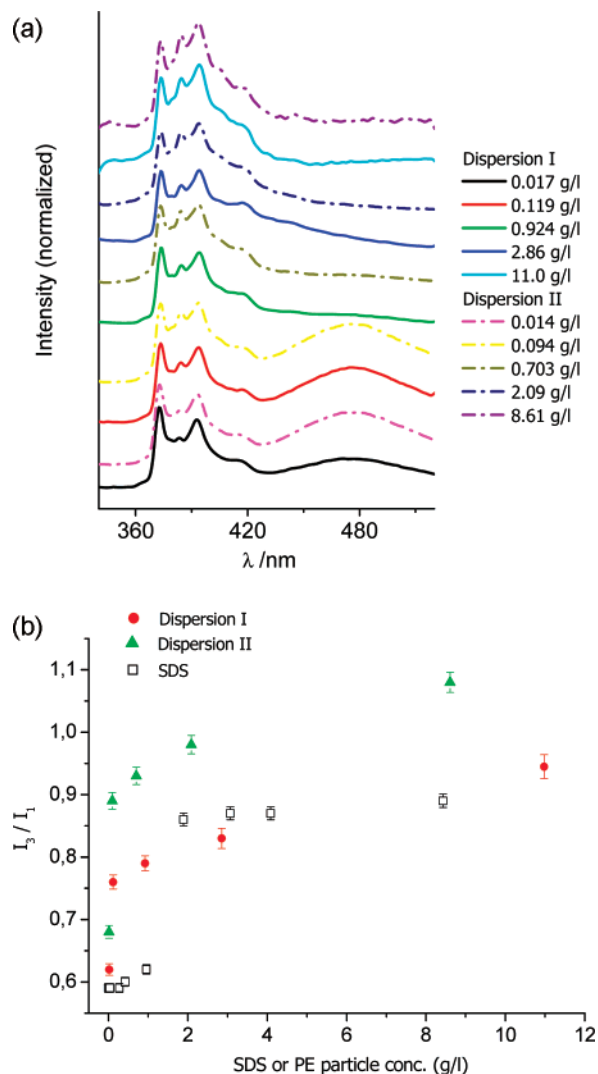 (a)
Intensity (normalized)
360
420
480
λ /nm
Dispersion I
0.017 g/l
0.119 g/l
0.924 g/l
2.86 g/l
11.0 g/l
Dispersion II
0.014 g/l
0.094 g/l
0.703 g/l
2.09 g/l
8.61 g/l
(b)
Dispersion I
Dispersion II
SDS
1,1
1,0
0,9
0,8
0,7
0,6
I₃ / I₁
0
2
4
6
8
10
12
SDS or PE particle conc. (g/l)